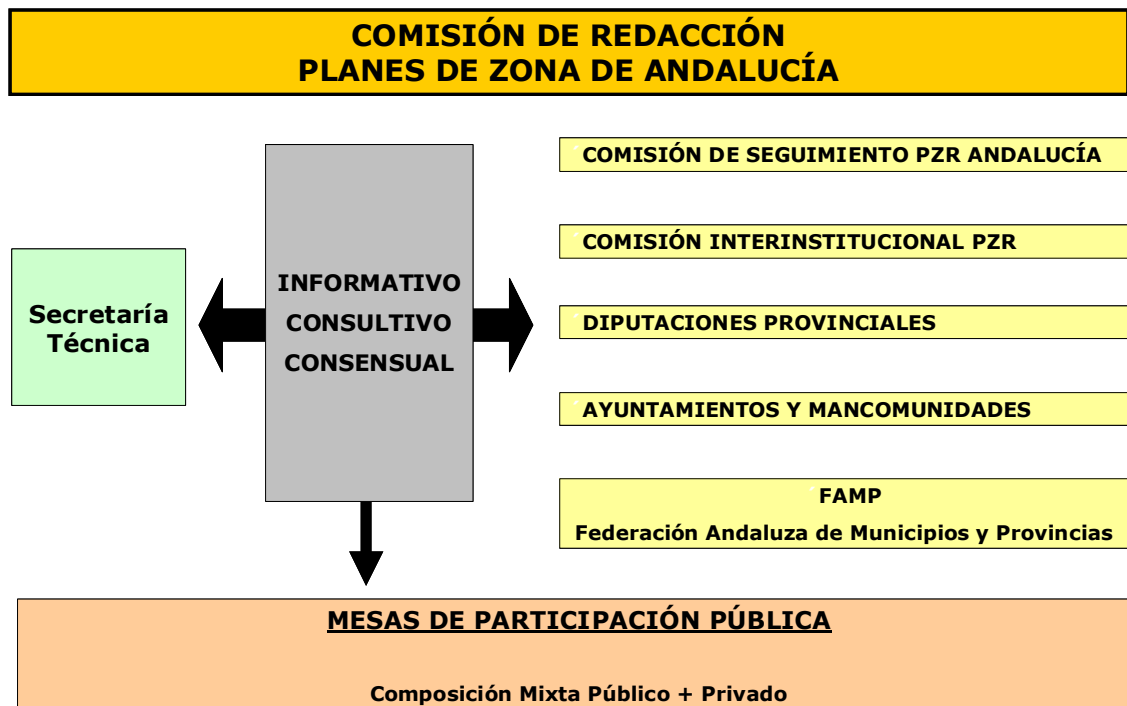 COMISIÓN DE REDACCIÓN
PLANES DE ZONA DE ANDALUCÍA
COMISIÓN DE SEGUIMIENTO PZR ANDALUCÍA
COMISIÓN INTERINSTITUCIONAL PZR
INFORMATIVO
CONSULTIVO
CONSENSUAL
Secretaría
Técnica
DIPUTACIONES PROVINCIALES
AYUNTAMIENTOS Y MANCOMUNIDADES
FAMP
Federación Andaluza de Municipios y Provincias
MESAS DE PARTICIPACIÓN PÚBLICA
Composición Mixta Público + Privado